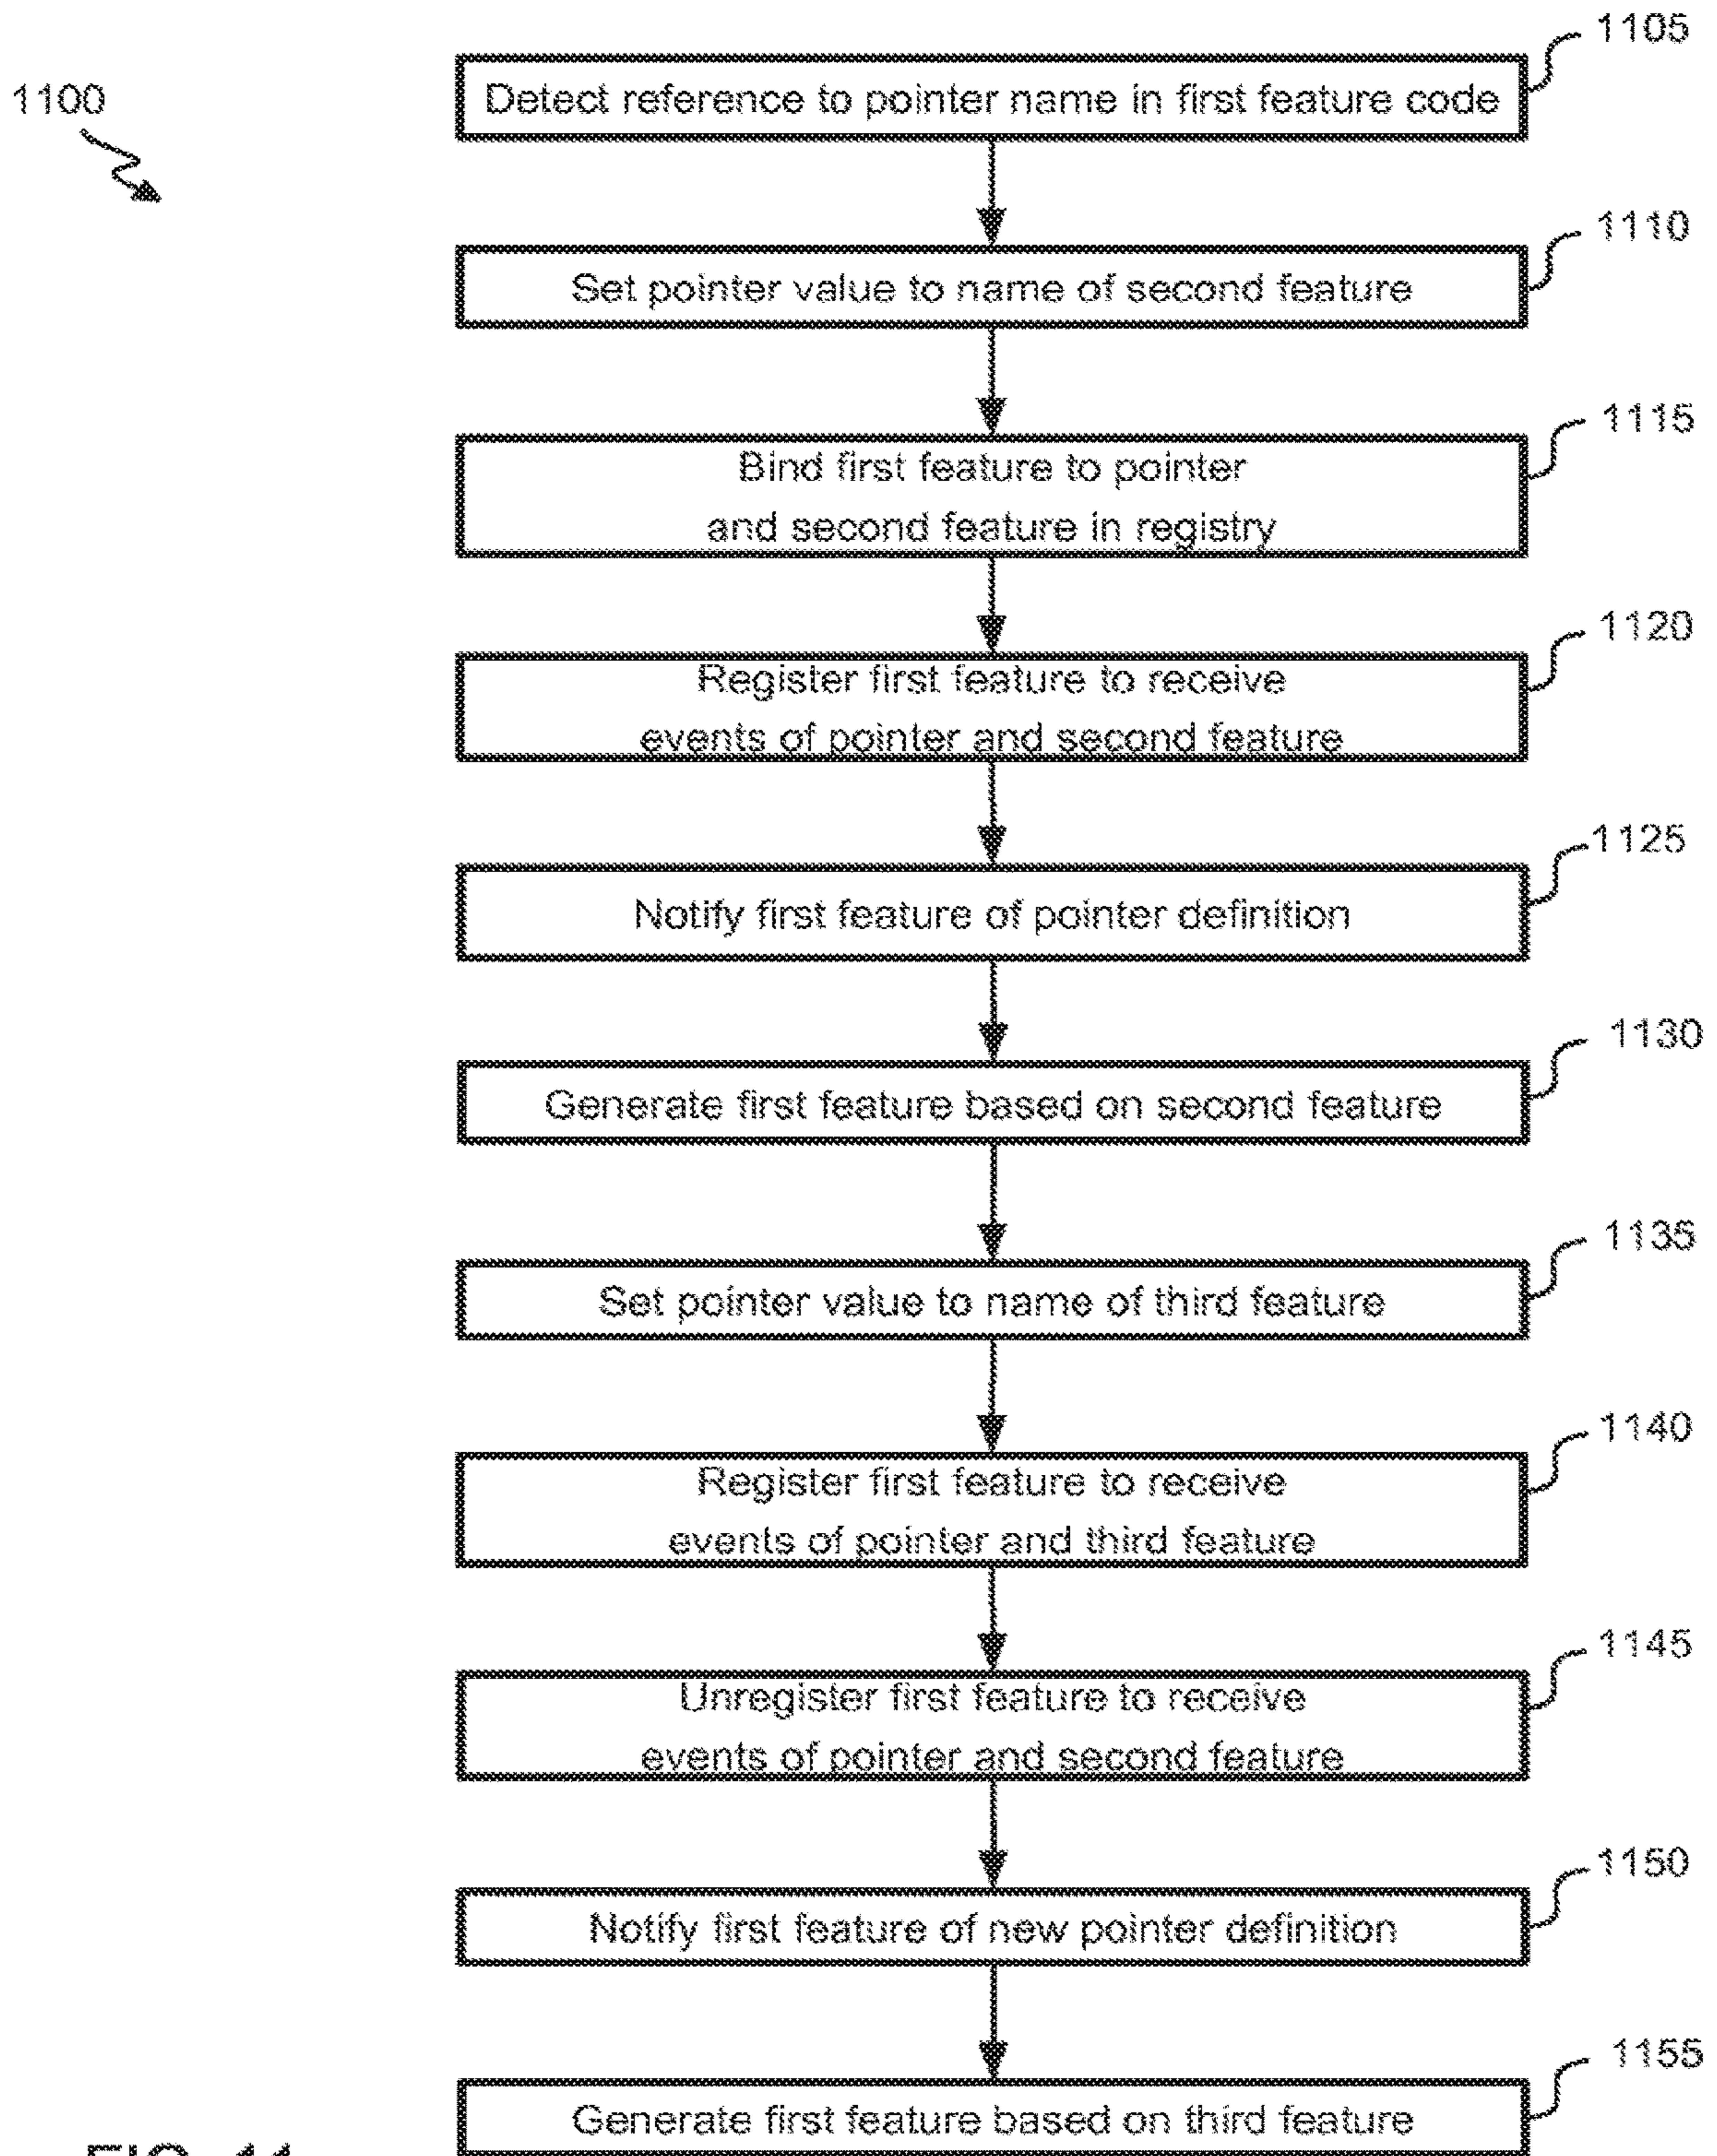 1100
1105
Detect reference to pointer name in first feature code
1110
Set pointer value to name of second feature
1115
Bind first feature to pointer
and second feature in registry
1120
Register first feature to receive
events of pointer and second feature
1125
Notify first feature of pointer definition
1130
Generate first feature based on second feature
1135
Set pointer value to name of third feature
1140
Register first feature to receive
events of pointer and third feature
1145
Unregister first feature to receive
events of pointer and second feature
1150
Notify first feature of new pointer definition
1155
Generate first feature based on third feature
FIG. 11